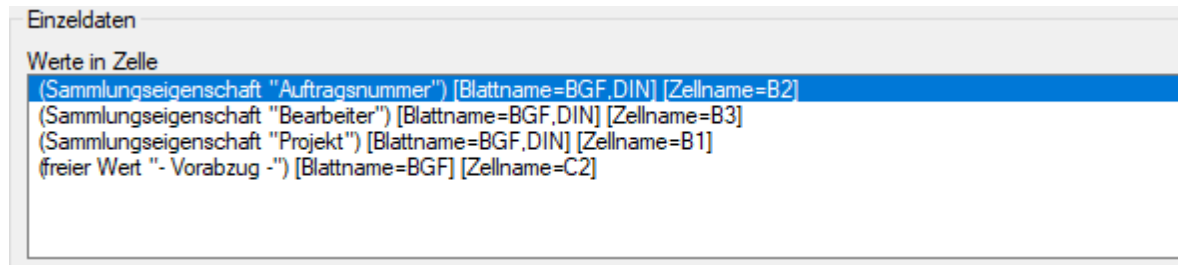 Einzeldaten
Werte in Zelle
(Sammlungseigenschaft "Auftragsnummer") [Blattname=BGF,DIN] [Zellname=B2]
(Sammlungseigenschaft "Bearbeiter") [Blattname=BGF,DIN] [Zellname=B3]
(Sammlungseigenschaft "Projekt") [Blattname=BGF,DIN] [Zellname=B1]
(freier Wert "- Vorabzug -") [Blattname=BGF] [Zellname=C2]